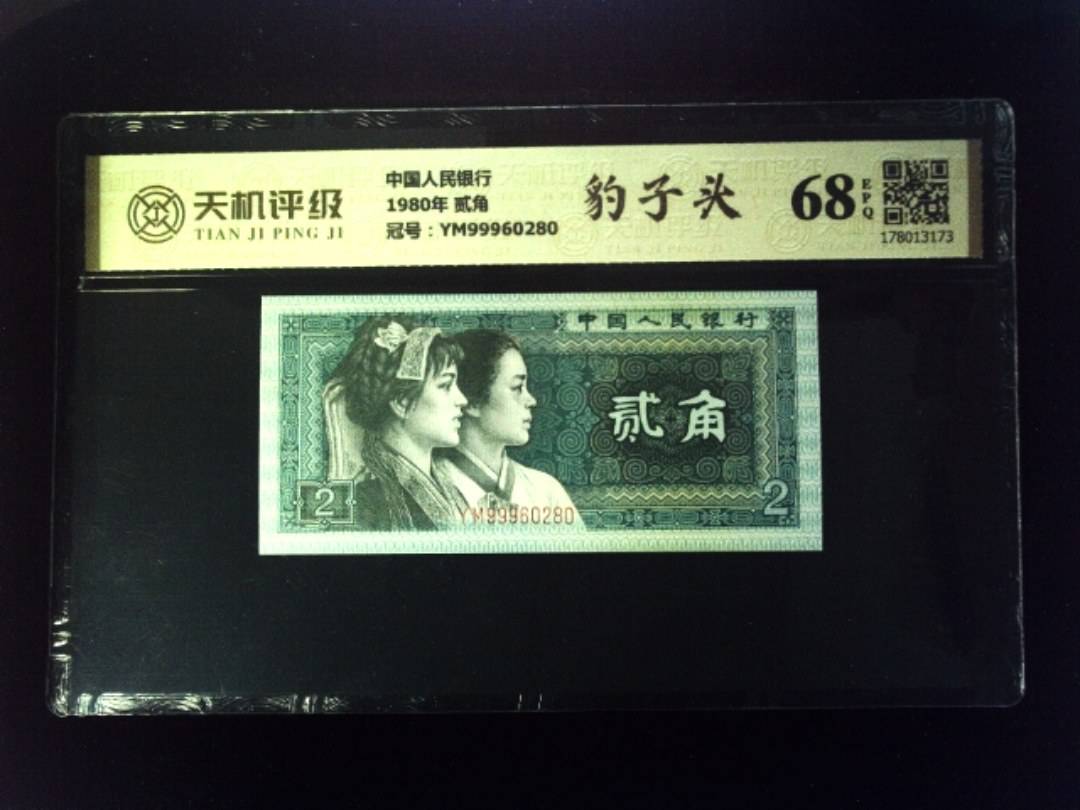 天机评级
TIAN JI PING JI
中国人民银行
1980年 贰角
冠号：YM99960280
豹子头
68
EPQ
178013173
中国人民银行
贰角
2
YM99960280
2